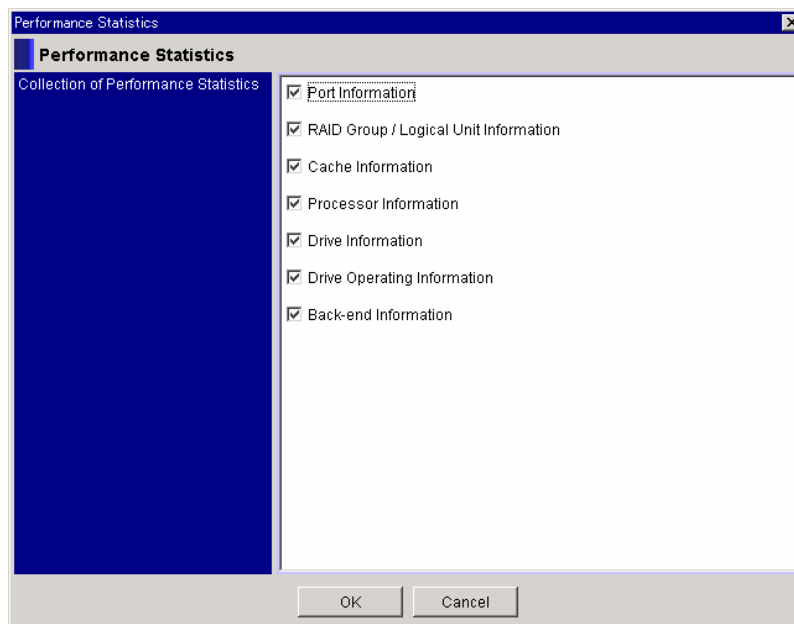 Performance Statistics
Performance Statistics
Collection of Performance Statistics
Port Information
RAID Group / Logical Unit Information
Cache Information
Processor Information
Drive Information
Drive Operating Information
Back-end Information
OK
Cancel